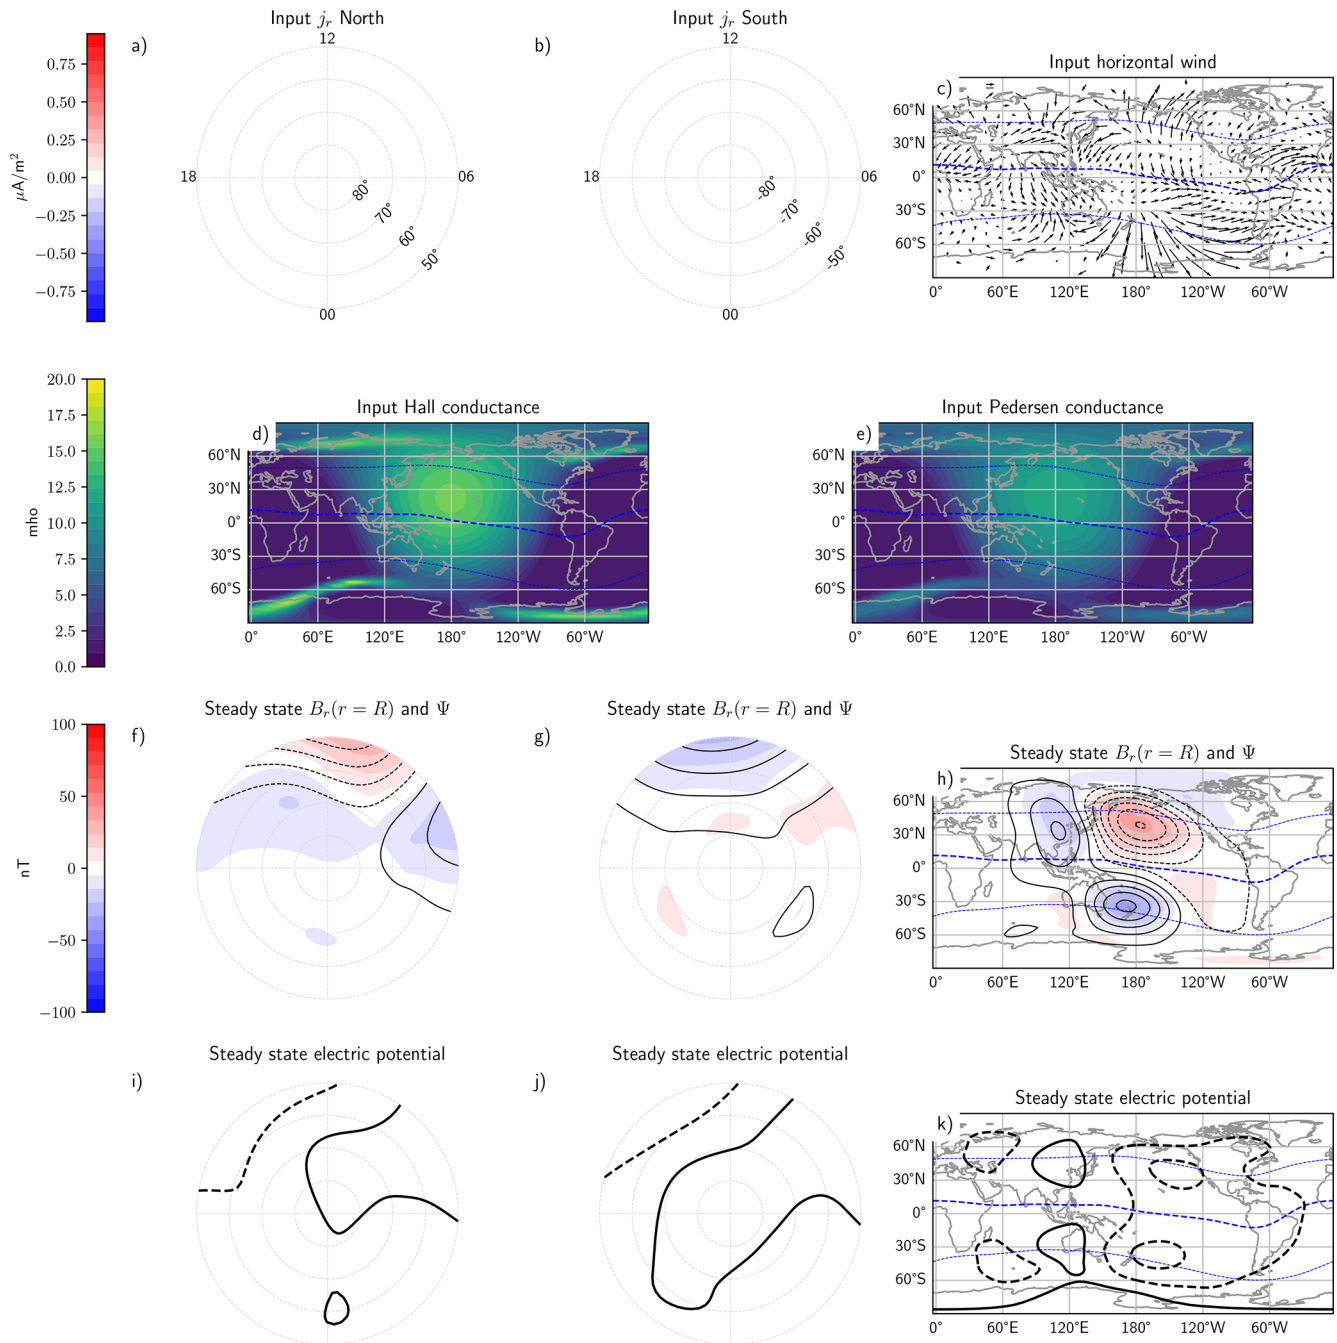 Input j_r North
Input j_r South
a)
12
b)
12
Input horizontal wind
0.75
0.50
0.25
0.00
−0.25
−0.50
−0.75
μA/m²
18
06
80°
70°
60°
50°
00
18
06
-80°
-70°
-60°
-50°
00
c)
60°N
30°N
0°
30°S
60°S
0° 60°E 120°E 180° 120°W 60°W
Input Hall conductance
Input Pedersen conductance
20.0
17.5
15.0
12.5
10.0
7.5
5.0
2.5
0.0
mho
d)
60°N
30°N
0°
30°S
60°S
0° 60°E 120°E 180° 120°W 60°W
e)
60°N
30°N
0°
30°S
60°S
0° 60°E 120°E 180° 120°W 60°W
Steady state B_r(r = R) and Ψ
Steady state B_r(r = R) and Ψ
f)
g)
Steady state B_r(r = R) and Ψ
100
50
0
−50
−100
nT
h)
60°N
30°N
0°
30°S
60°S
0° 60°E 120°E 180° 120°W 60°W
Steady state electric potential
Steady state electric potential
i)
j)
Steady state electric potential
k)
60°N
30°N
0°
30°S
60°S
0° 60°E 120°E 180° 120°W 60°W